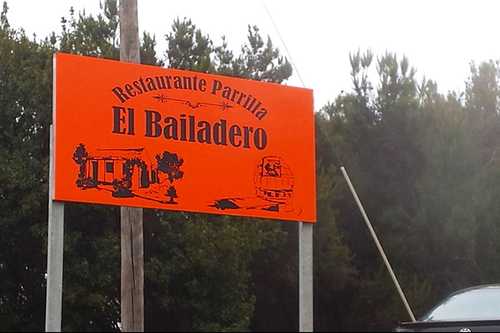 Restaurante Parrilla
El Bailadero